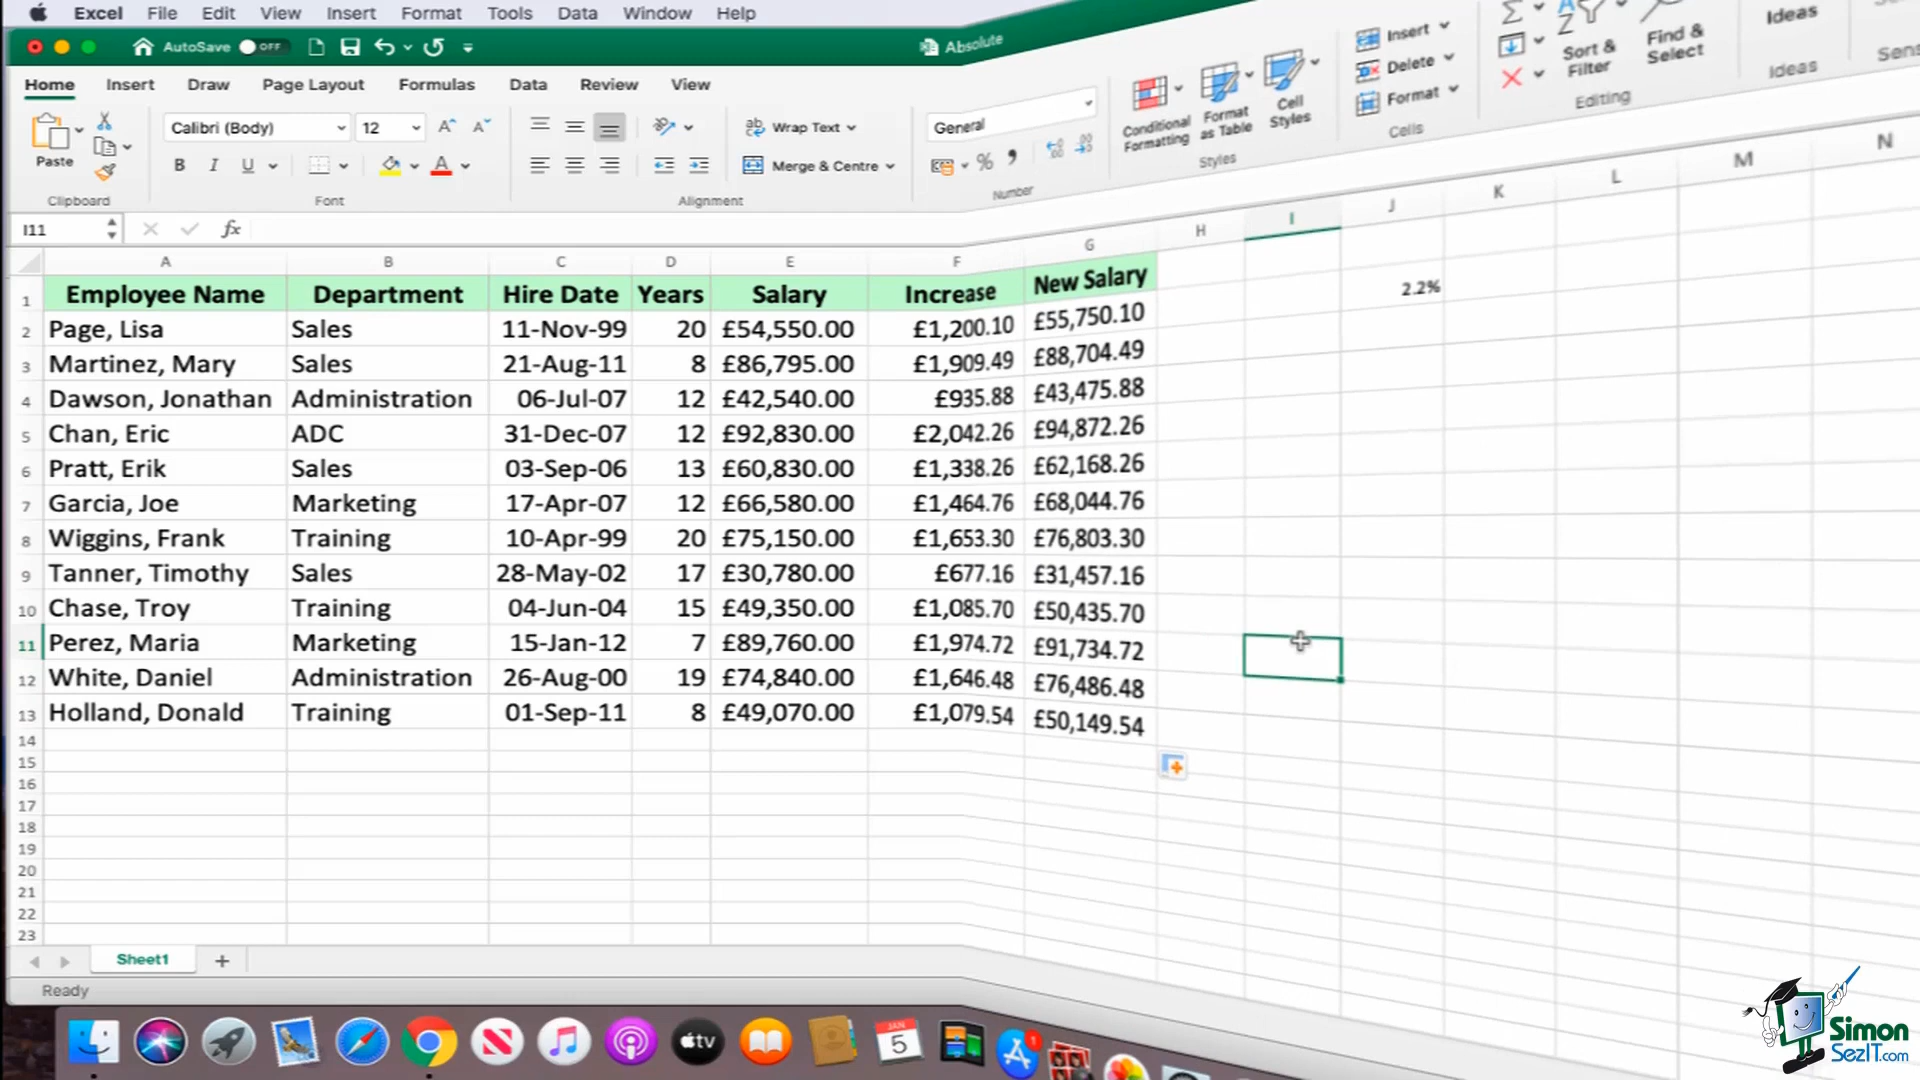 Excel File Edit View Insert Format Tools Data Window Help
AutoSave OFF Absolute
Home Insert Draw Page Layout Formulas Data Review View
Paste Calibri (Body) 12 Wrap Text General Conditional Formatting Format as Table Cell Styles Insert Delete Format Sort & Filter Find & Select Ideas
Merge & Centre
Clipboard Font Alignment Number Styles Cells Editing Ideas
I11 fx
A B C D E F G H I J K L M N
1 Employee Name Department Hire Date Years Salary Increase New Salary 2.2%
2 Page, Lisa Sales 11-Nov-99 20 £54,550.00 £1,200.10 £55,750.10
3 Martinez, Mary Sales 21-Aug-11 8 £86,795.00 £1,909.49 £88,704.49
4 Dawson, Jonathan Administration 06-Jul-07 12 £42,540.00 £935.88 £43,475.88
5 Chan, Eric ADC 31-Dec-07 12 £92,830.00 £2,042.26 £94,872.26
6 Pratt, Erik Sales 03-Sep-06 13 £60,830.00 £1,338.26 £62,168.26
7 Garcia, Joe Marketing 17-Apr-07 12 £66,580.00 £1,464.76 £68,044.76
8 Wiggins, Frank Training 10-Apr-99 20 £75,150.00 £1,653.30 £76,803.30
9 Tanner, Timothy Sales 28-May-02 17 £30,780.00 £677.16 £31,457.16
10 Chase, Troy Training 04-Jun-04 15 £49,350.00 £1,085.70 £50,435.70
11 Perez, Maria Marketing 15-Jan-12 7 £89,760.00 £1,974.72 £91,734.72
12 White, Daniel Administration 26-Aug-00 19 £74,840.00 £1,646.48 £76,486.48
13 Holland, Donald Training 01-Sep-11 8 £49,070.00 £1,079.54 £50,149.54
14
15
16
17
18
19
20
21
22
23
Sheet1
Ready
tv JAN 5 1
Simon
SezIT.com